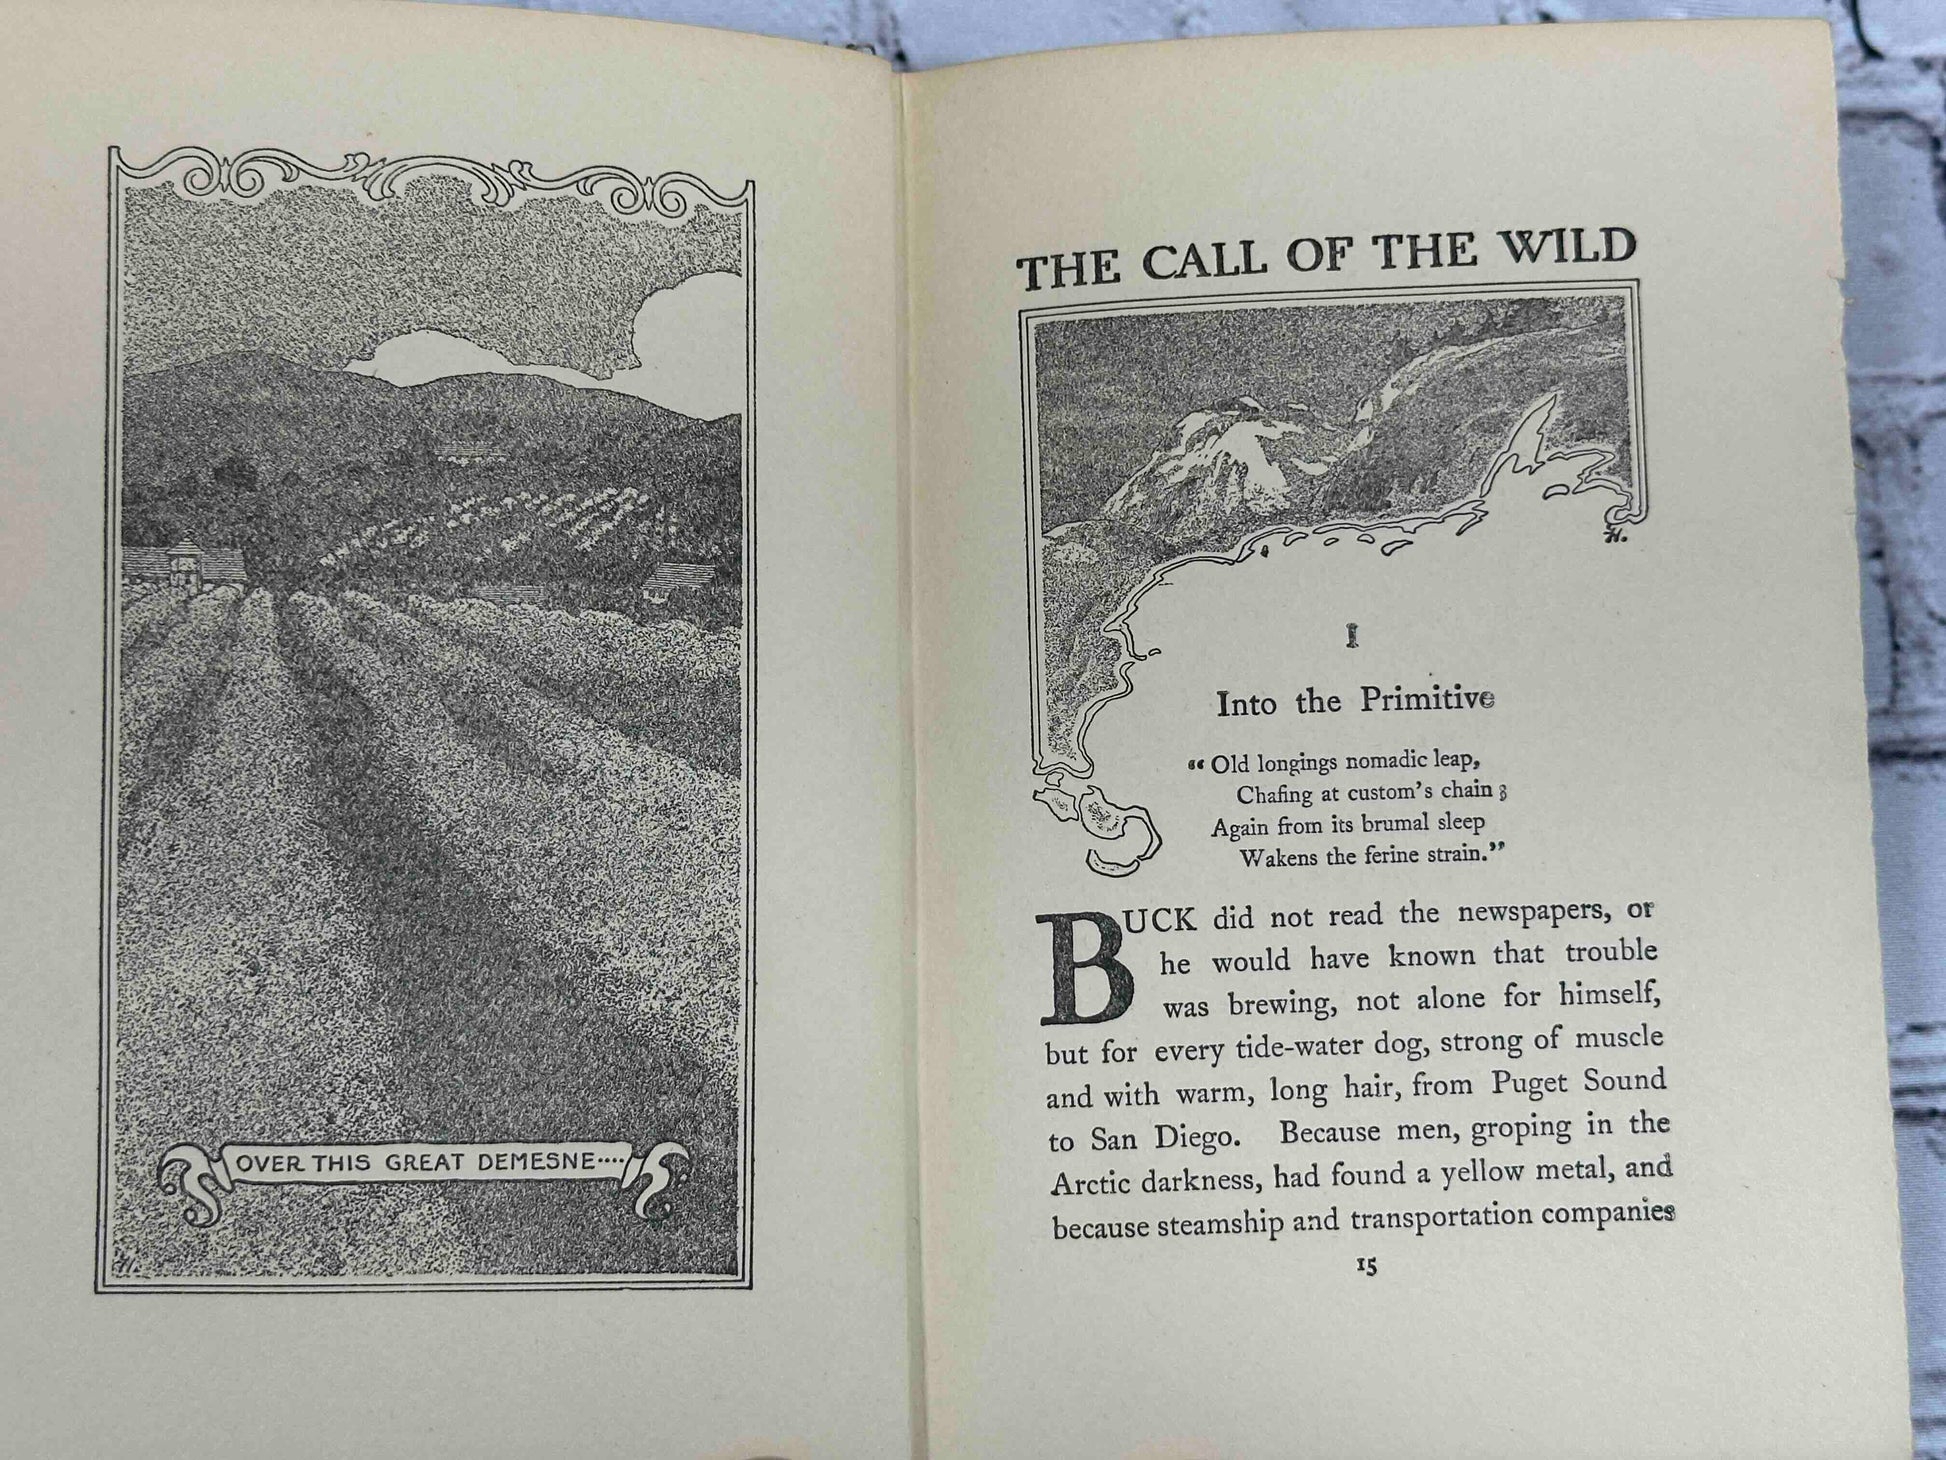 OVER THIS GREAT DEMESNE....
THE CALL OF THE WILD
H.
I
Into the Primitive
“Old longings nomadic leap,
Chafing at custom’s chain;
Again from its brumal sleep
Wakens the ferine strain.”
BUCK did not read the newspapers, or
he would have known that trouble
was brewing, not alone for himself,
but for every tide-water dog, strong of muscle
and with warm, long hair, from Puget Sound
to San Diego. Because men, groping in the
Arctic darkness, had found a yellow metal, and
because steamship and transportation companies
15